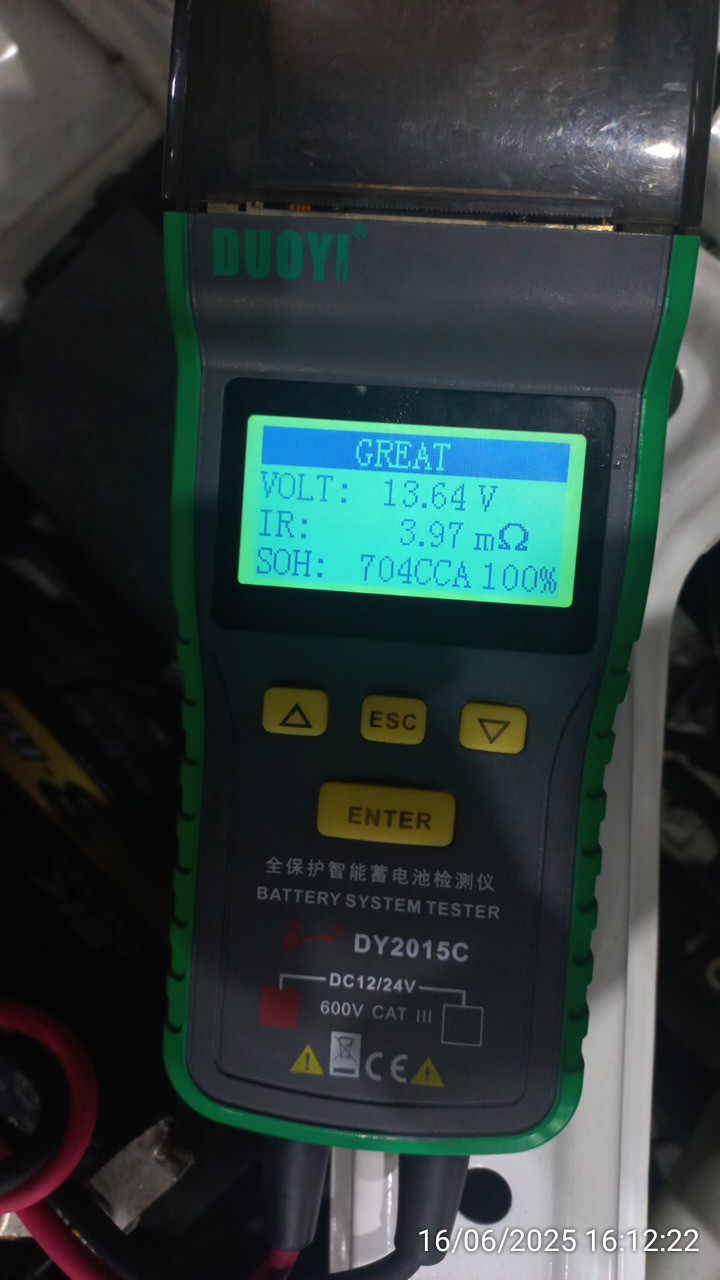 DUOYI®
GREAT
VOLT: 13.64 V
IR: 3.97 mΩ
SOH: 704CCA 100%
ESC
ENTER
全保护智能蓄电池检测仪
BATTERY SYSTEM TESTER
DY2015C
DC12/24V
600V CAT III
CE
16/06/2025 16:12:22